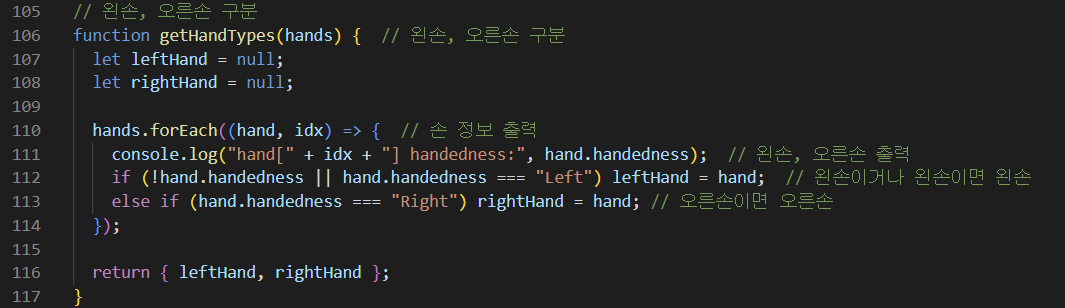 105 // 왼손, 오른손 구분
106 function getHandTypes(hands) { // 왼손, 오른손 구분
107 let leftHand = null;
108 let rightHand = null;
109
110 hands.forEach((hand, idx) => { // 손 정보 출력
111 console.log("hand[" + idx + "] handedness:", hand.handedness); // 왼손, 오른손 출력
112 if (!hand.handedness || hand.handedness === "Left") leftHand = hand; // 왼손이거나 왼손이면 왼손
113 else if (hand.handedness === "Right") rightHand = hand; // 오른손이면 오른손
114 });
115
116 return { leftHand, rightHand };
117 }